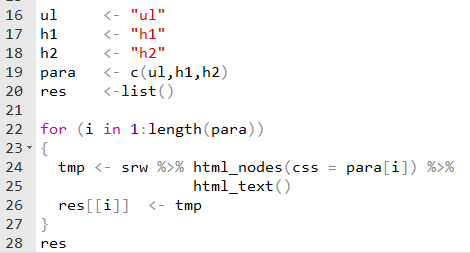 16 ul <- "ul"
17 h1 <- "h1"
18 h2 <- "h2"
19 para <- c(ul,h1,h2)
20 res <-list()
21
22 for (i in 1:length(para))
23 {
24 tmp <- srw %>% html_nodes(css = para[i]) %>%
25 html_text()
26 res[[i]] <- tmp
27 }
28 res